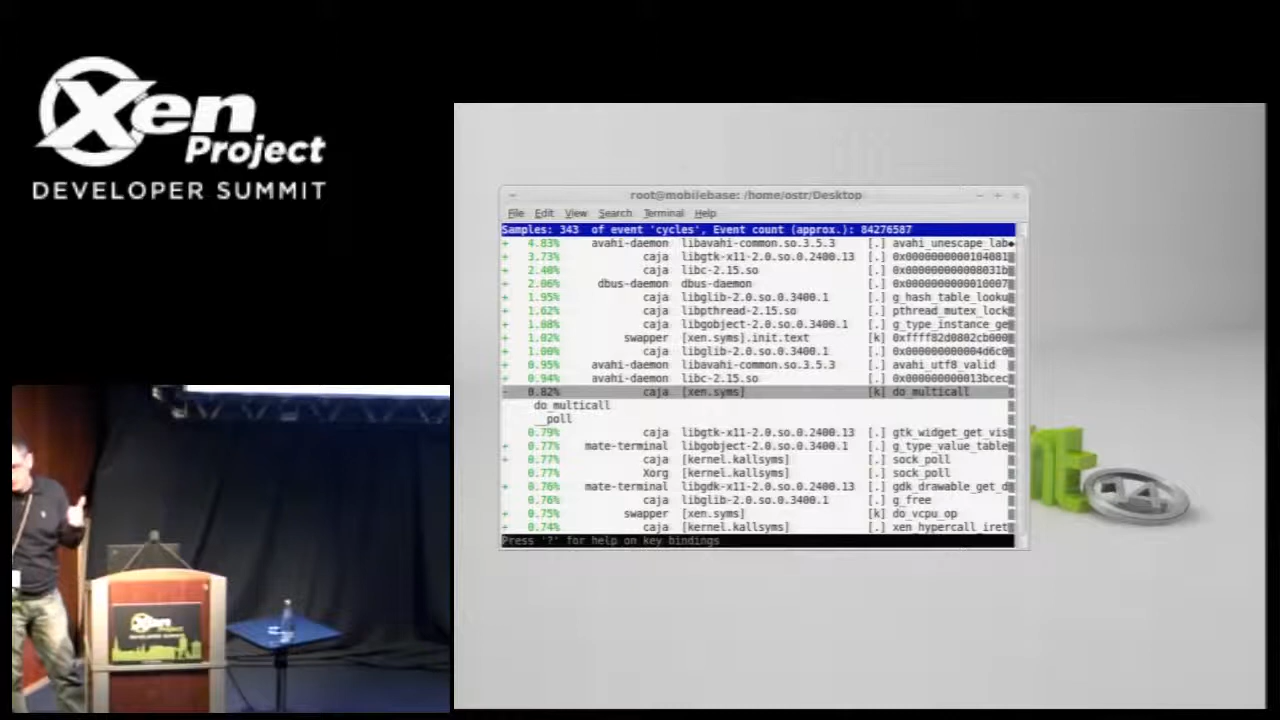 Xen
Project
DEVELOPER SUMMIT
root@mobilebase: /home/ostr/Desktop
File Edit View Search Terminal Help
Samples: 343 of event 'cycles', Event count (approx.): 84276587
+ 4.83% avahi-daemon libavahi-common.so.3.5.3 [.] avahi_unescape_lab
+ 3.73% caja libgtk-x11-2.0.so.0.2400.13 [.] 0x0000000000104081
+ 2.40% caja libc-2.15.so [.] 0x000000000008031b
+ 2.06% dbus-daemon dbus-daemon [.] 0x0000000000010007
+ 1.95% caja libglib-2.0.so.0.3400.1 [.] g_hash_table_looku
+ 1.62% caja libpthread-2.15.so [.] pthread_mutex_lock
+ 1.08% caja libgobject-2.0.so.0.3400.1 [.] g_type_instance_ge
+ 1.02% swapper [xen.syms].init.text [k] 0xffff82d0802cb000
+ 1.00% caja libglib-2.0.so.0.3400.1 [.] 0x000000000004d6c0
+ 0.95% avahi-daemon libavahi-common.so.3.5.3 [.] avahi_utf8_valid
+ 0.94% avahi-daemon libc-2.15.so [.] 0x000000000013bcec
- 0.82% caja [xen.syms] [k] do_multicall
do_multicall
__poll
0.79% caja libgtk-x11-2.0.so.0.2400.13 [.] gtk_widget_get_vis
+ 0.77% mate-terminal libgobject-2.0.so.0.3400.1 [.] g_type_value_table
+ 0.77% caja [kernel.kallsyms] [.] sock_poll
0.77% Xorg [kernel.kallsyms] [.] sock_poll
+ 0.76% mate-terminal libgdk-x11-2.0.so.0.2400.13 [.] gdk_drawable_get_d
0.76% caja libglib-2.0.so.0.3400.1 [.] g_free
+ 0.75% swapper [xen.syms] [k] do_vcpu_op
+ 0.74% caja [kernel.kallsyms] [.] xen_hypercall_iret
Press '?' for help on key bindings
Xen
Project
DEVELOPER SUMMIT